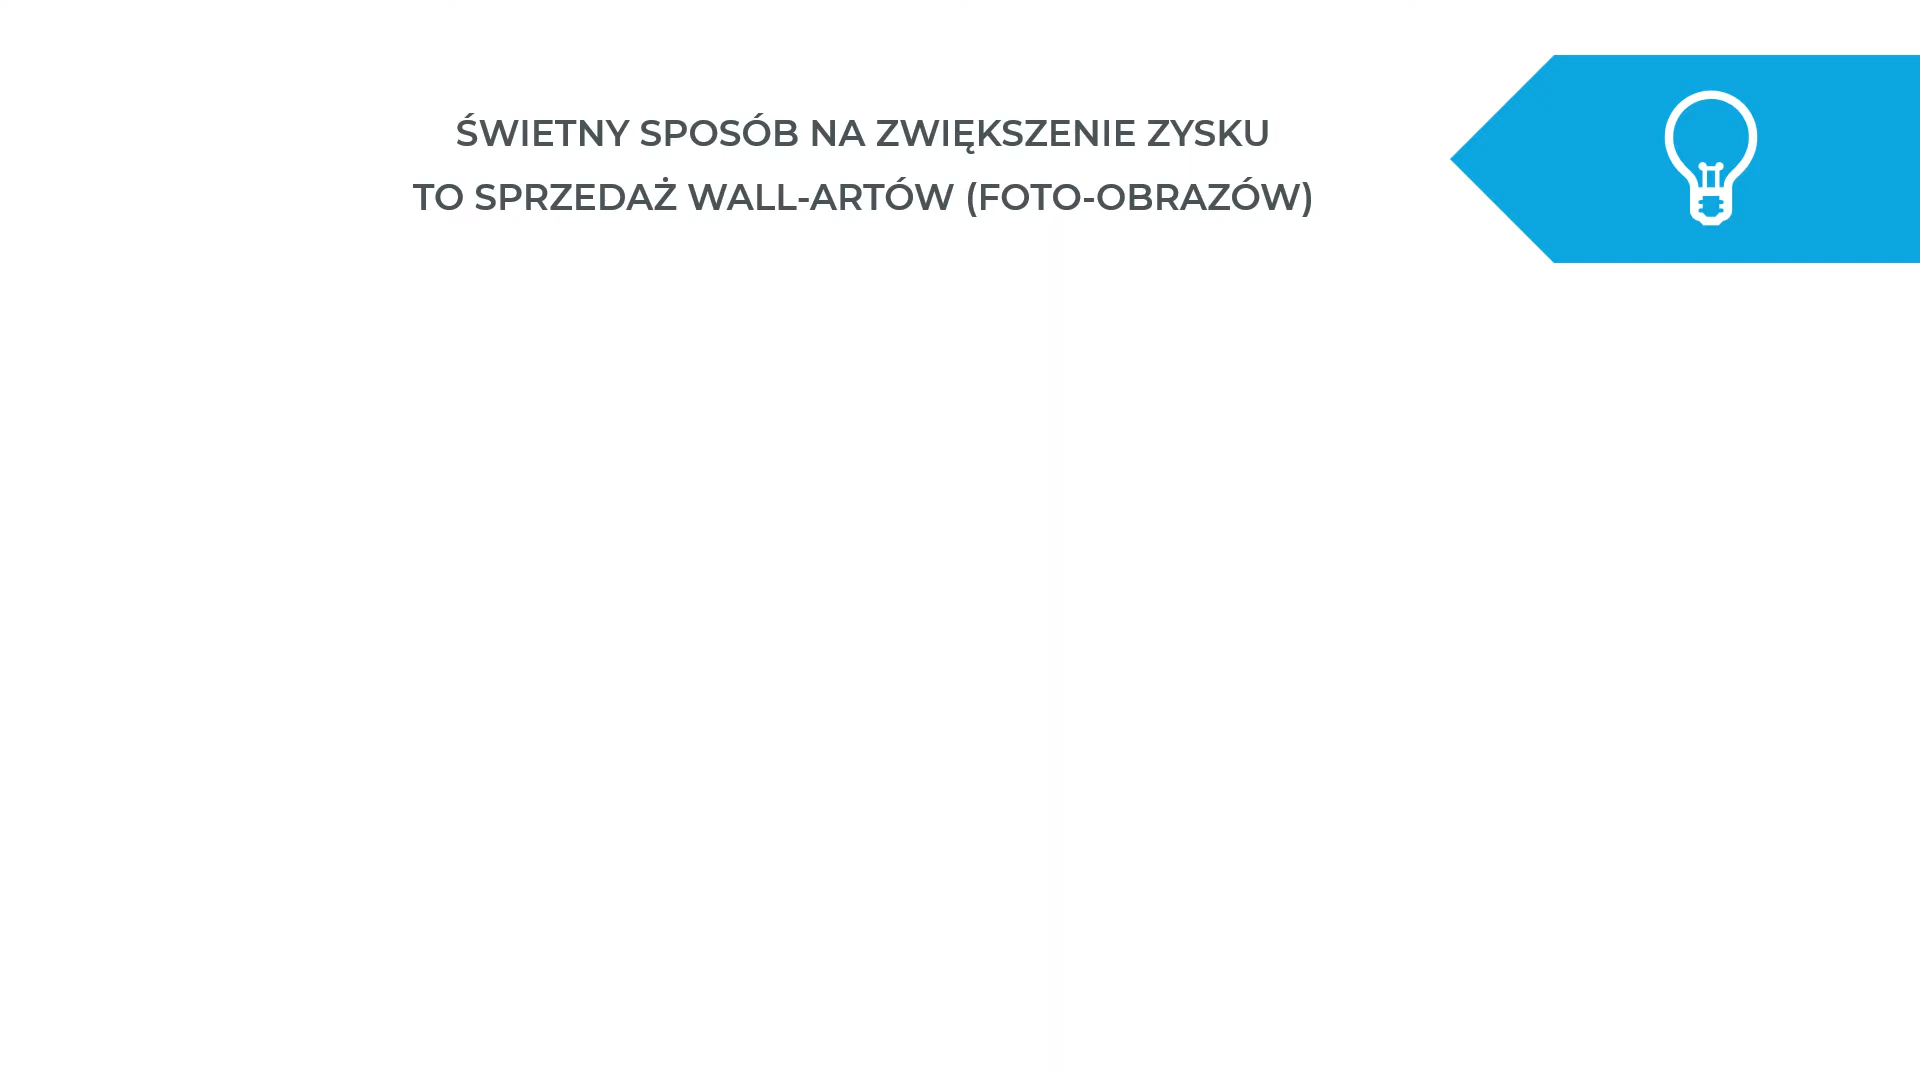 ŚWIETNY SPOSÓB NA ZWIĘKSZENIE ZYSKU
TO SPRZEDAŻ WALL-ARTÓW (FOTO-OBRAZÓW)